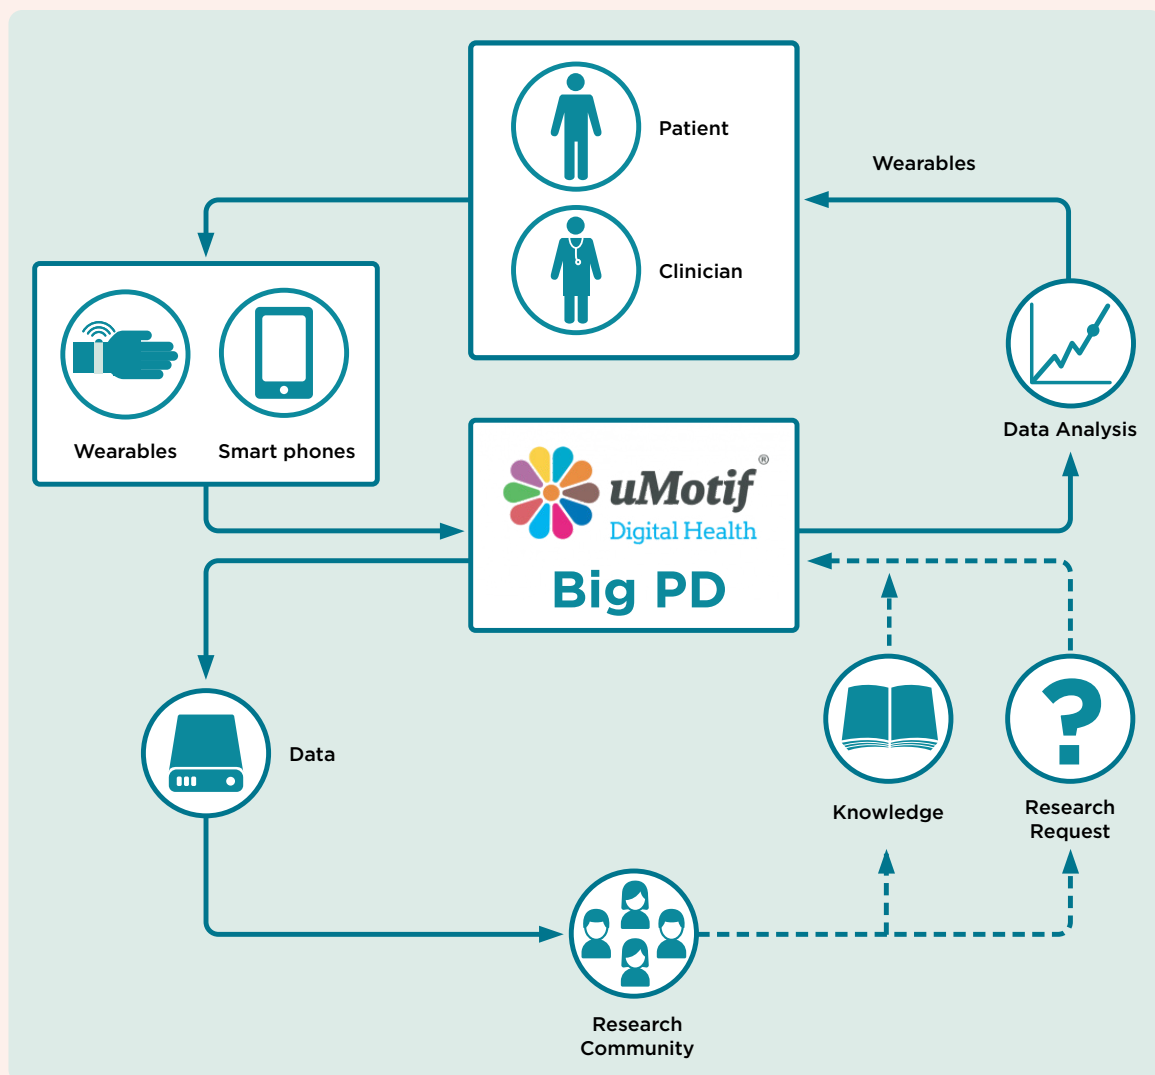 Patient
Wearables
Clinician
Wearables
Smart phones
Data Analysis
uMotif®
Digital Health
Big PD
Data
Knowledge
Research
Request
Research
Community